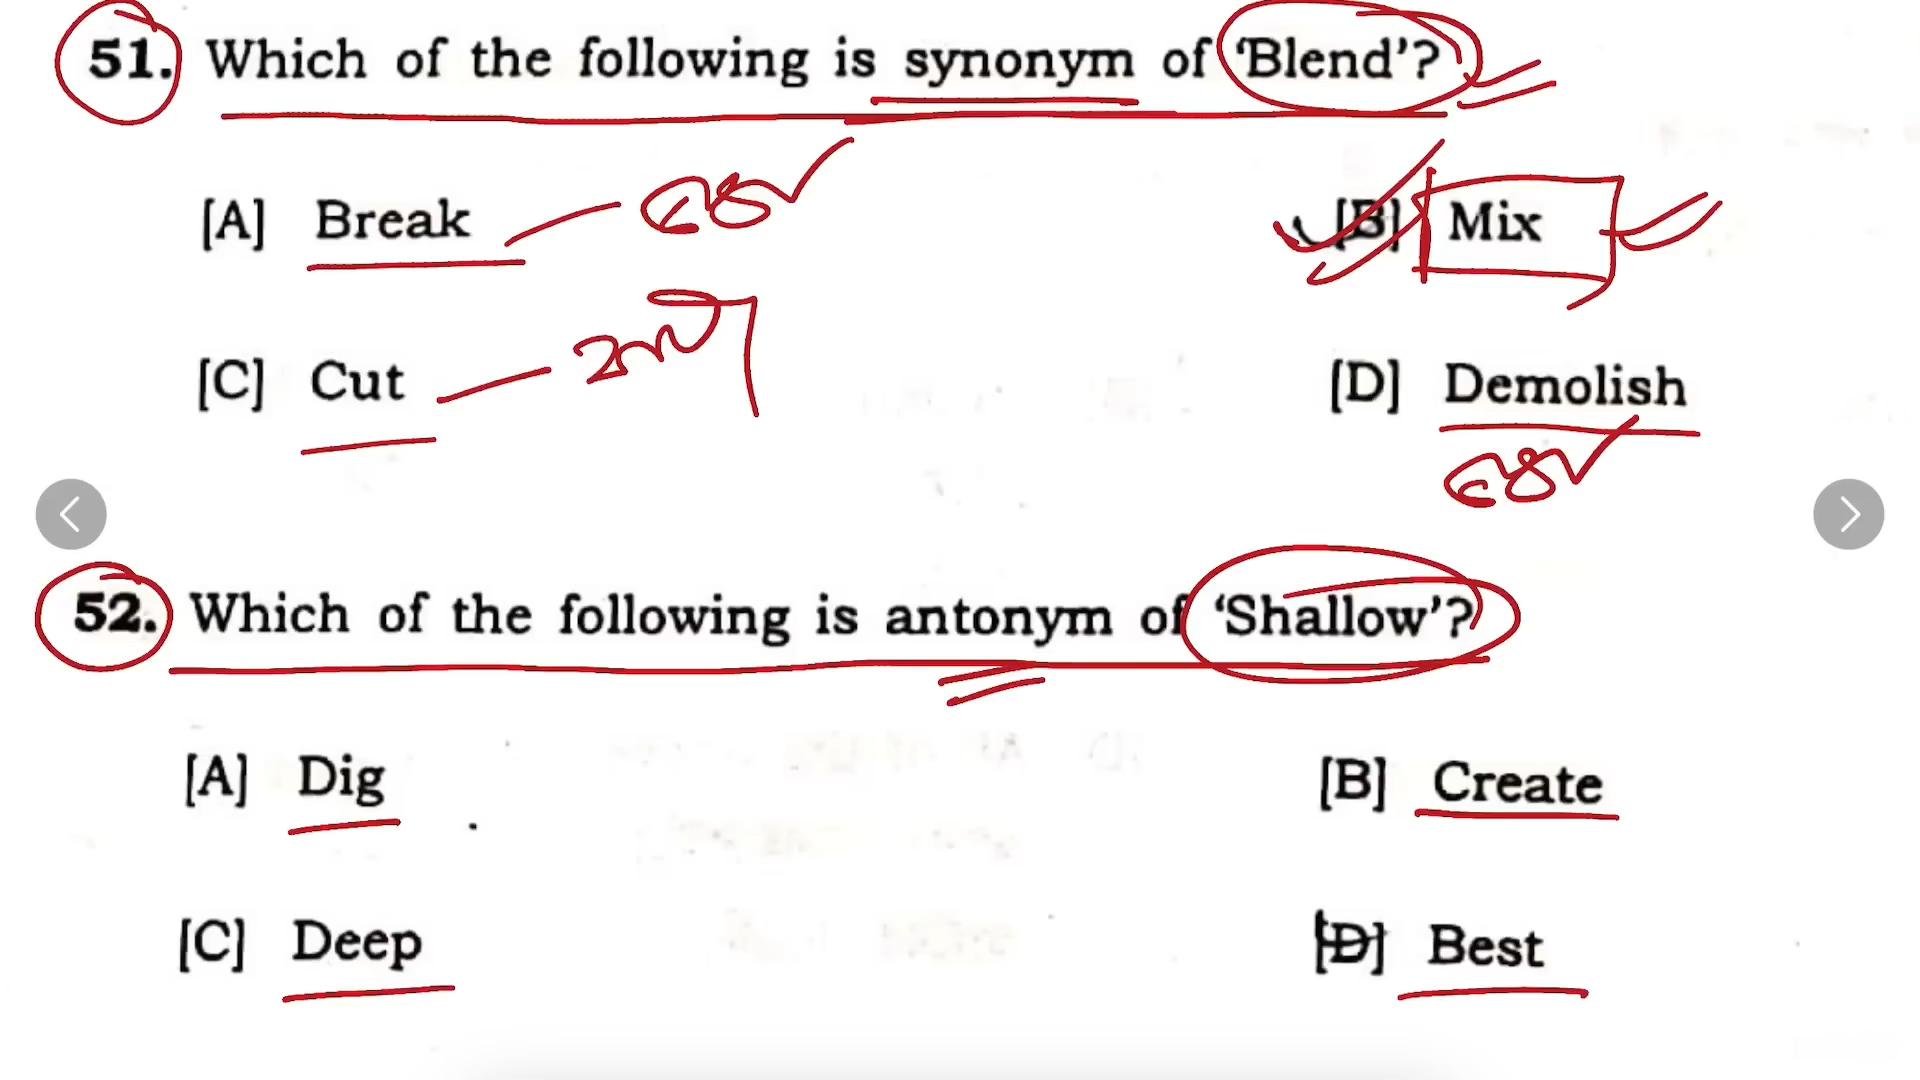 51. Which of the following is synonym of 'Blend'?
[A] Break
[B] Mix
[C] Cut
[D] Demolish
52. Which of the following is antonym of 'Shallow'?
[A] Dig
[B] Create
[C] Deep
[D] Best